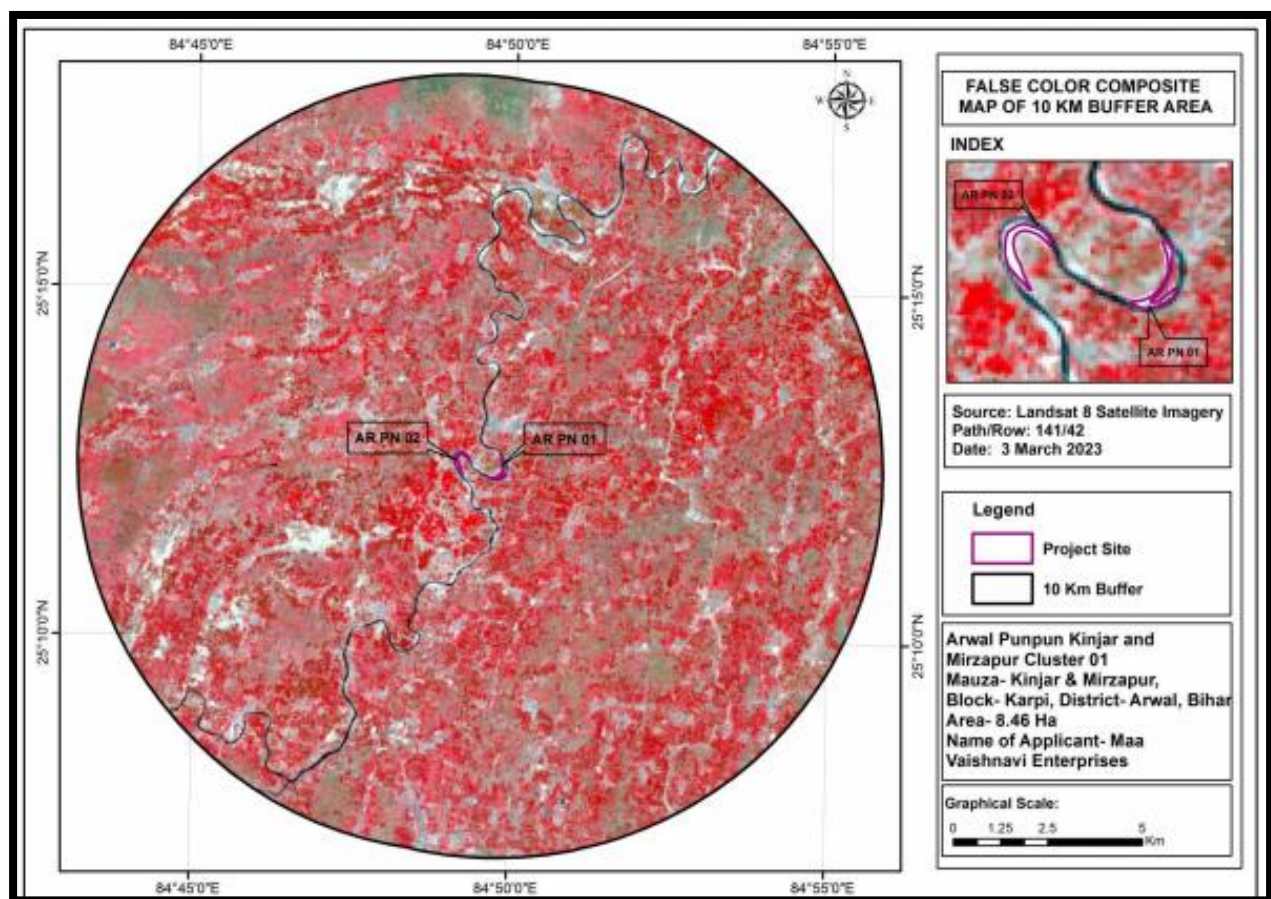 84°45'0"E 84°50'0"E 84°55'0"E
N
W E
S
25°15'0"N
25°15'0"N
25°10'0"N
25°10'0"N
AR PN 02
AR PN 01
84°45'0"E 84°50'0"E 84°55'0"E
FALSE COLOR COMPOSITE
MAP OF 10 KM BUFFER AREA
INDEX
AR PN 02
AR PN 01
Source: Landsat 8 Satellite Imagery
Path/Row: 141/42
Date: 3 March 2023
Legend
Project Site
10 Km Buffer
Arwal Punpun Kinjar and
Mirzapur Cluster 01
Mauza- Kinjar & Mirzapur,
Block- Karpi, District- Arwal, Bihar
Area- 8.46 Ha
Name of Applicant- Maa
Vaishnavi Enterprises
Graphical Scale:
0 1.25 2.5 5
Km